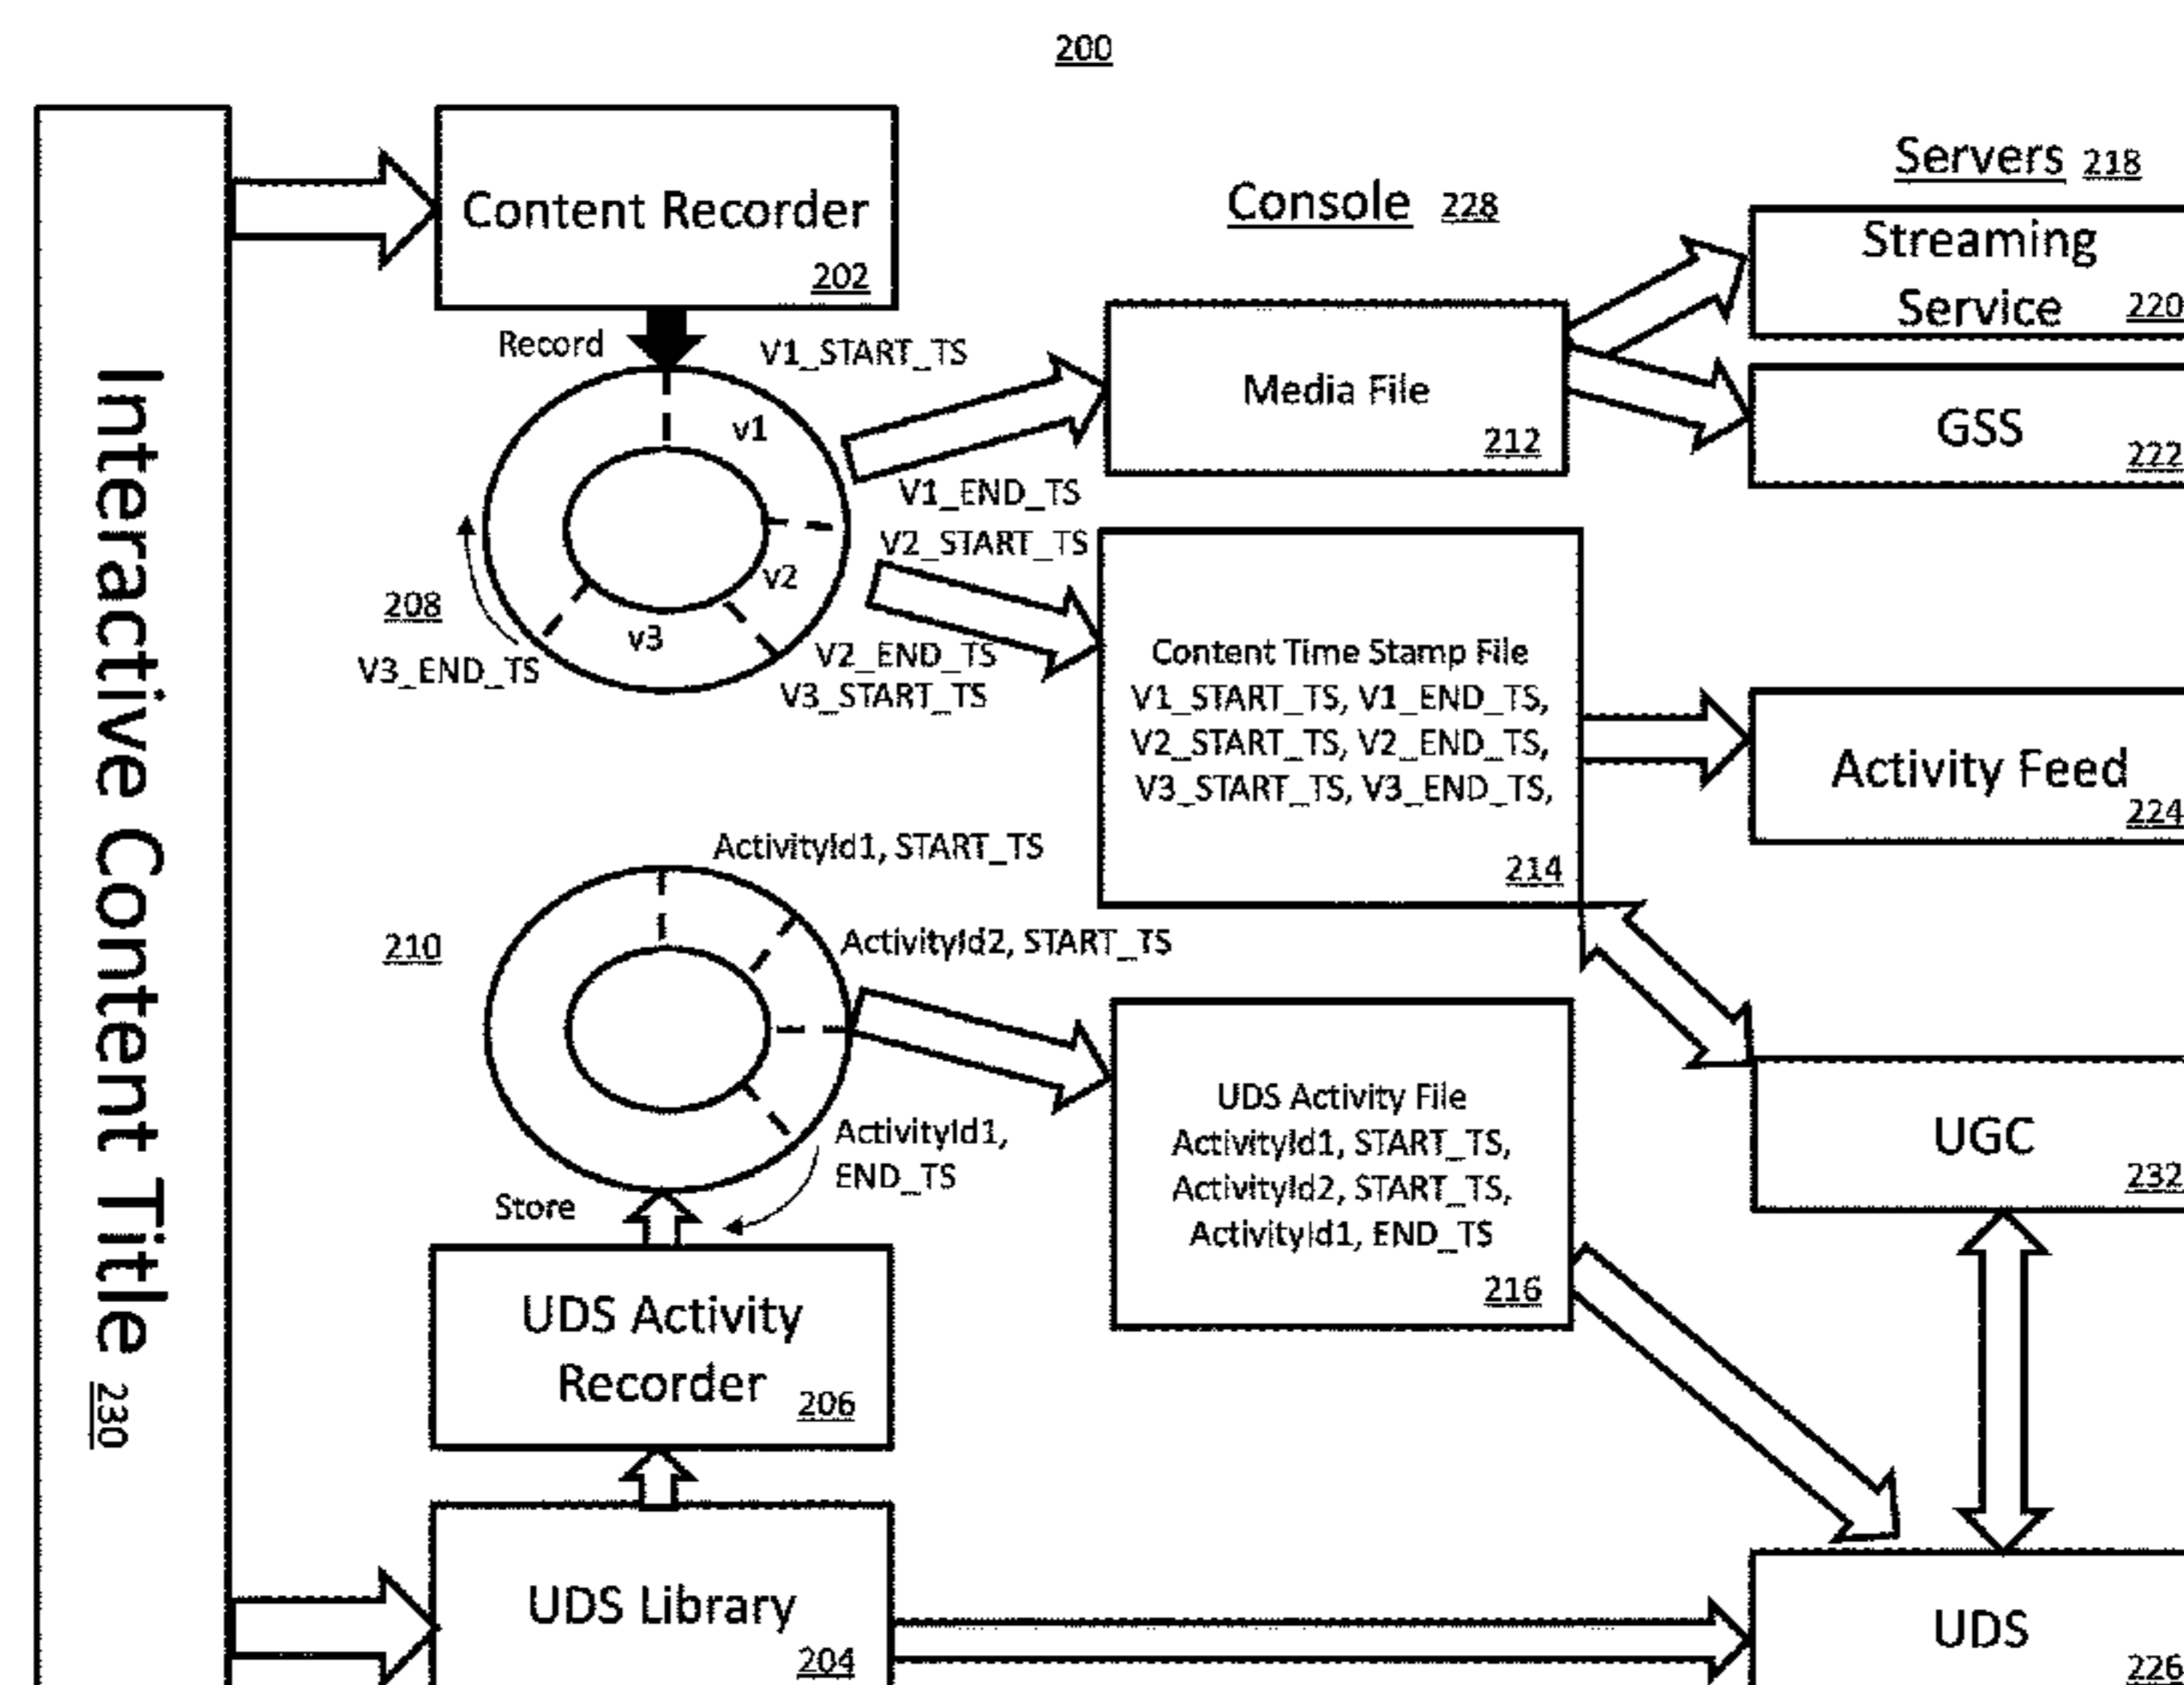 200
Interactive Content Title 230
Content Recorder
202
Record
V1_START_TS
v1
V1_END_TS
V2_START_TS
v2
V2_END_TS
V3_START_TS
v3
V3_END_TS
208
Console 228
Media File
212
Content Time Stamp File
V1_START_TS, V1_END_TS,
V2_START_TS, V2_END_TS,
V3_START_TS, V3_END_TS,
214
Servers 218
Streaming
Service
220
GSS
222
Activity Feed
224
210
ActivityId1, START_TS
ActivityId2, START_TS
ActivityId1,
END_TS
Store
UDS Activity File
ActivityId1, START_TS,
ActivityId2, START_TS,
ActivityId1, END_TS
216
UGC
232
UDS Activity
Recorder
206
UDS Library
204
UDS
226